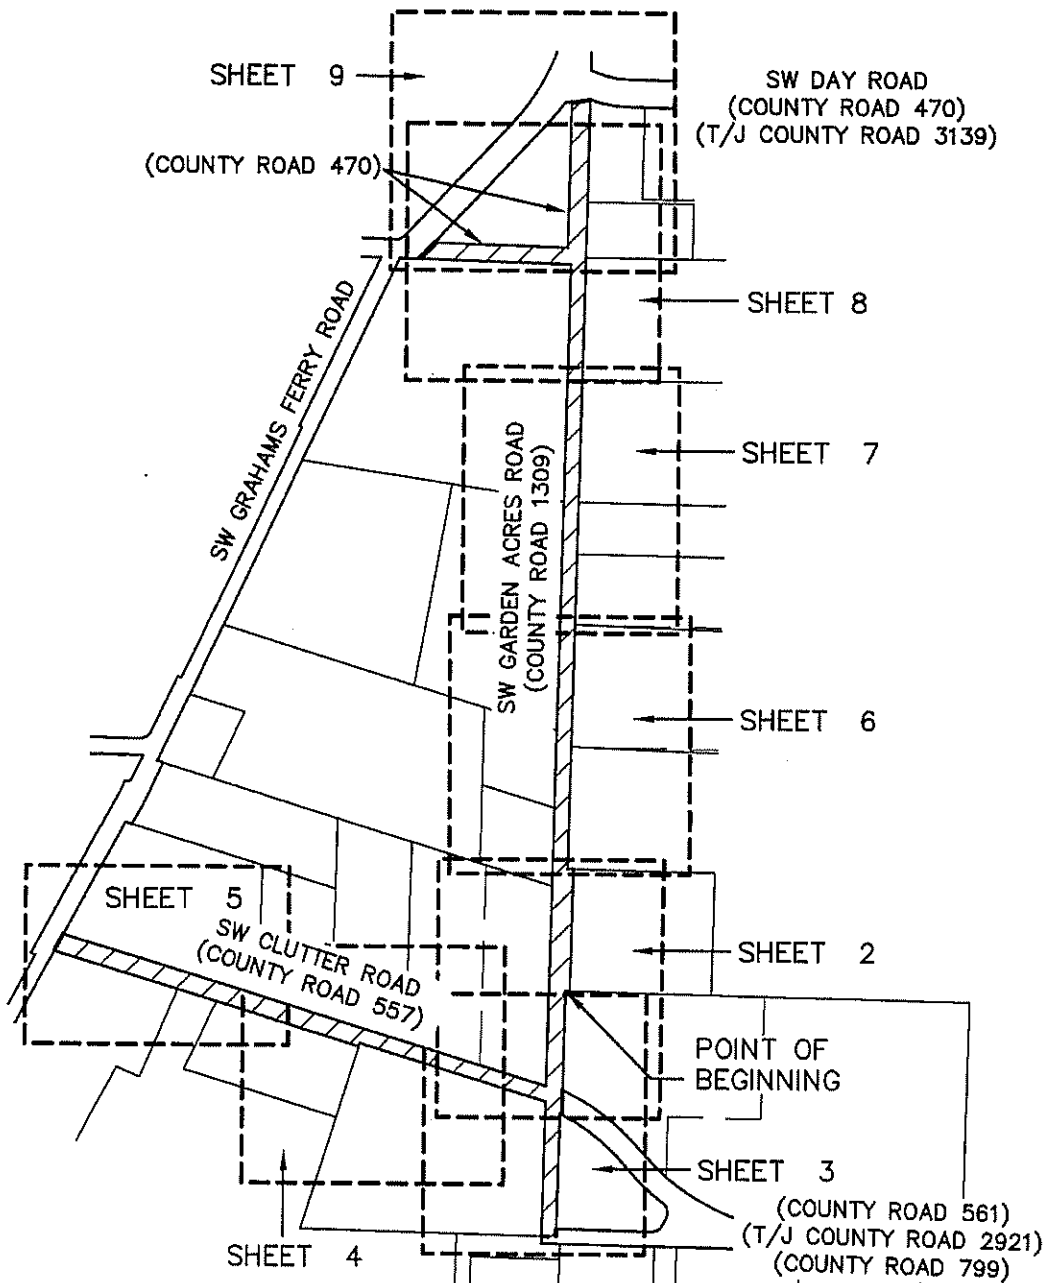 SHEET 9
SW DAY ROAD
(COUNTY ROAD 470)
(T/J COUNTY ROAD 3139)
(COUNTY ROAD 470)
SHEET 8
SW GRAHAMS FERRY ROAD
SHEET 7
SW GARDEN ACRES ROAD
(COUNTY ROAD 1309)
SHEET 6
SHEET 5
SW CLUTTER ROAD
(COUNTY ROAD 557)
SHEET 2
POINT OF
BEGINNING
SHEET 3
(COUNTY ROAD 561)
(T/J COUNTY ROAD 2921)
(COUNTY ROAD 799)
SHEET 4